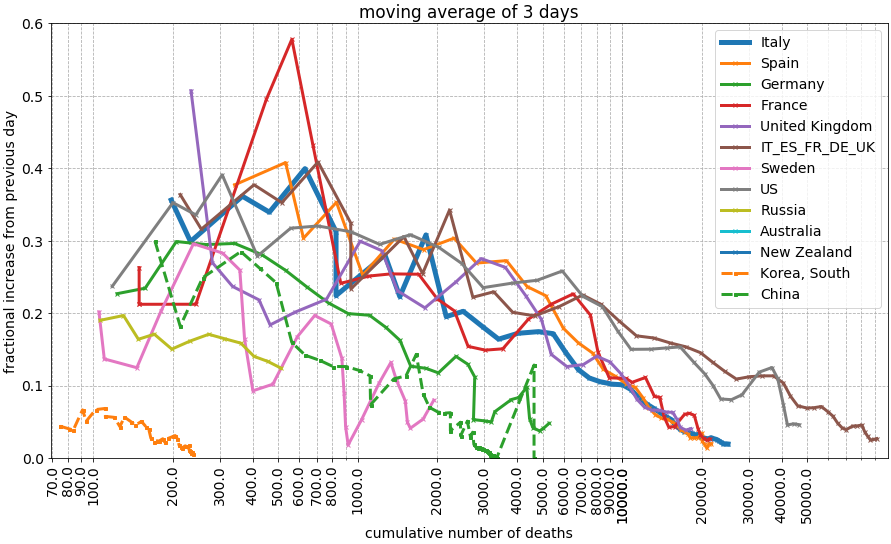 moving average of 3 days
fractional increase from previous day
0.6
0.5
0.4
0.3
0.2
0.1
0.0
Italy
Spain
Germany
France
United Kingdom
IT_ES_FR_DE_UK
Sweden
US
Russia
Australia
New Zealand
Korea, South
China
70.0
80.0
90.0
100.0
200.0
300.0
400.0
500.0
600.0
700.0
800.0
1000.0
2000.0
3000.0
4000.0
5000.0
6000.0
7000.0
8000.0
9000.0
10000.0
20000.0
30000.0
40000.0
50000.0
cumulative number of deaths